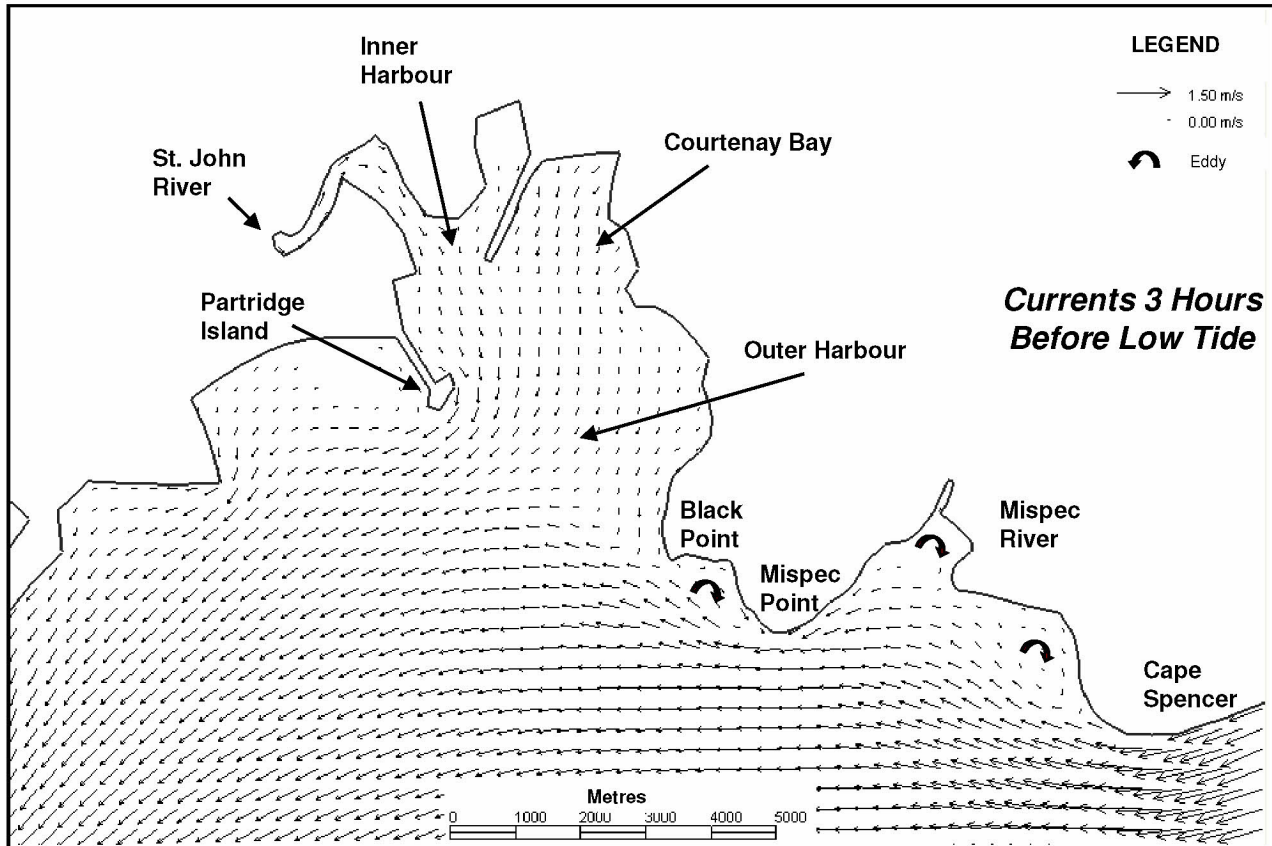 Inner
Harbour
LEGEND
1.50 m/s
0.00 m/s
Eddy
St. John
River
Courtenay Bay
Currents 3 Hours
Before Low Tide
Partridge
Island
Outer Harbour
Black
Point
Mispec
River
Mispec
Point
Cape
Spencer
Metres
0 1000 2000 3000 4000 5000